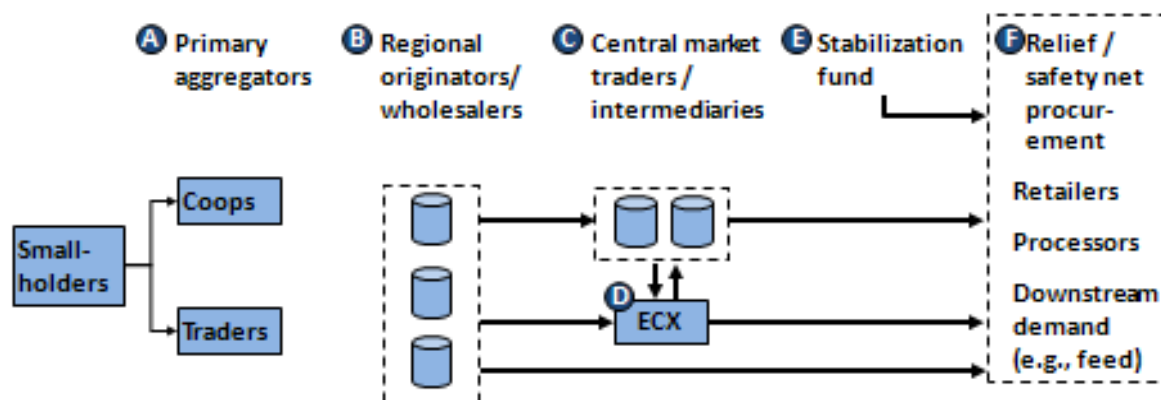 A Primary
aggregators
B Regional
originators/
wholesalers
C Central market
traders /
intermediaries
E Stabilization
fund
F Relief /
safety net
procur-
ement
Retailers
Processors
Downstream
demand
(e.g., feed)
Small-
holders
Coops
Traders
D
ECX